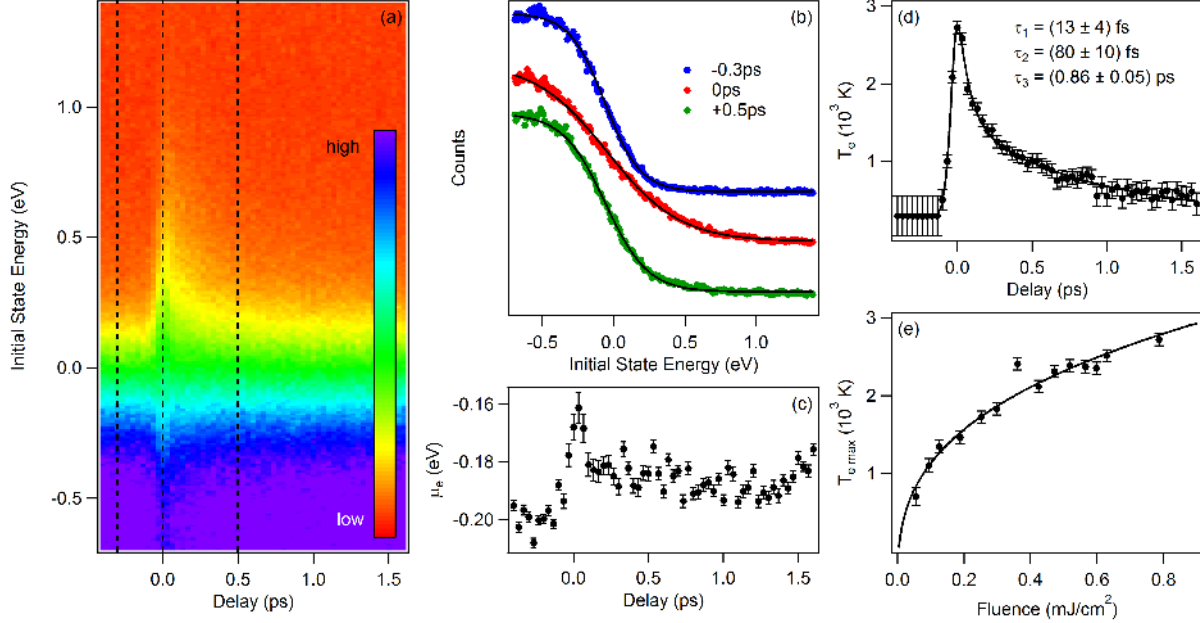 (a)
high
low
1.0
0.5
0.0
-0.5
Initial State Energy (eV)
0.0
0.5
1.0
1.5
Delay (ps)
(b)
-0.3ps
0ps
+0.5ps
Counts
-0.5
0.0
0.5
1.0
Initial State Energy (eV)
(c)
-0.16
-0.18
-0.20
μe (eV)
0.0
0.5
1.0
1.5
Delay (ps)
(d)
τ1 = (13 ± 4) fs
τ2 = (80 ± 10) fs
τ3 = (0.86 ± 0.05) ps
3
2
1
0
Te (10³ K)
0.0
0.5
1.0
1.5
Delay (ps)
(e)
3
2
1
Te max (10³ K)
0.0
0.2
0.4
0.6
0.8
Fluence (mJ/cm²)